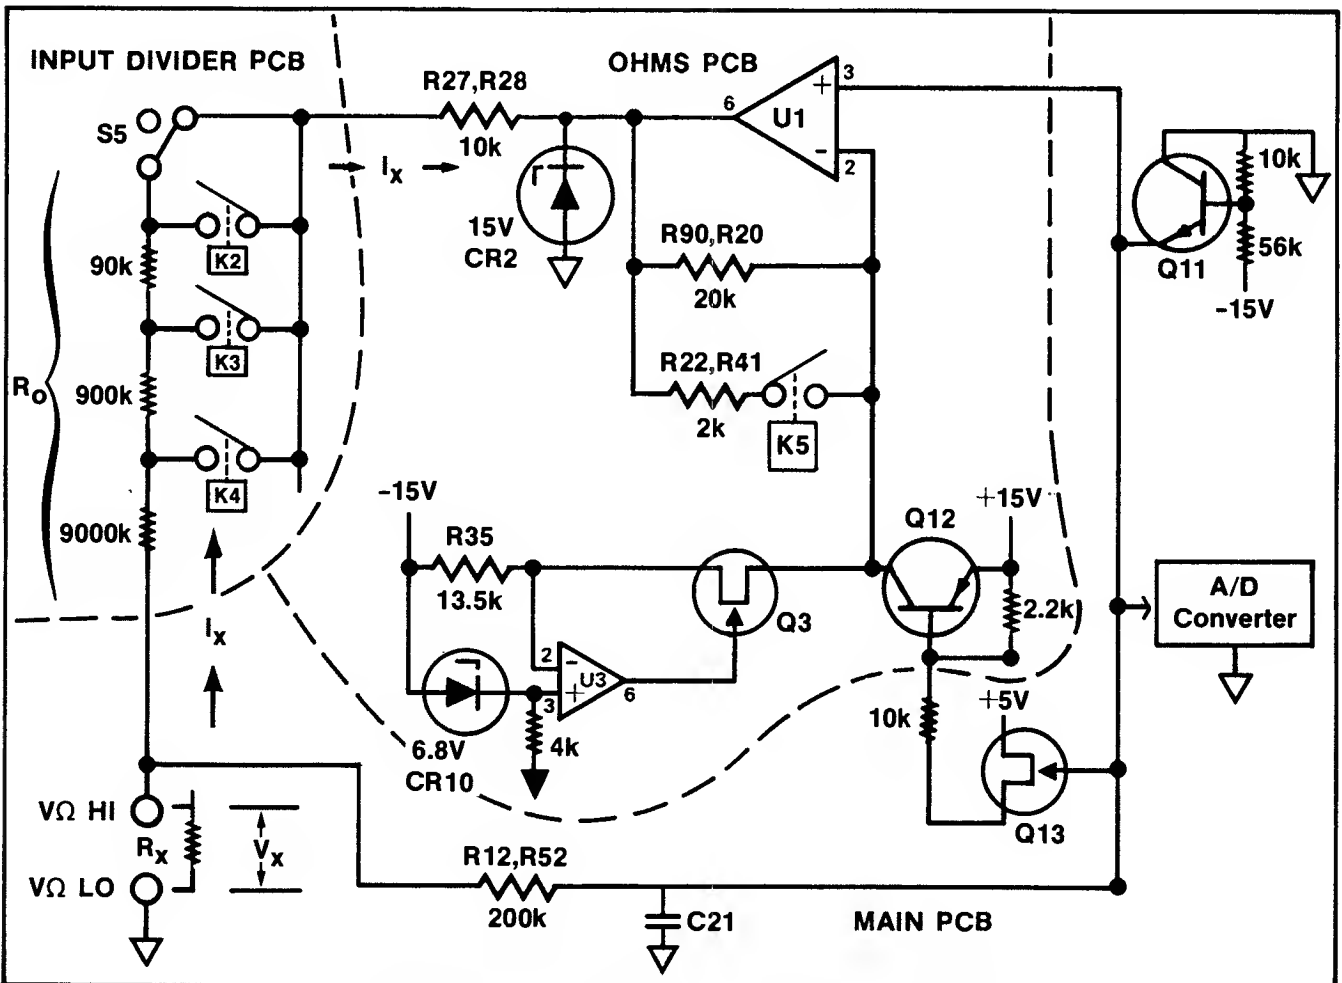 INPUT DIVIDER PCB
OHMS PCB
S5
R27,R28
10k
Ix
15V
CR2
6
U1
+
3
-
2
10k
Q11
56k
-15V
R90,R20
20k
R22,R41
2k
K5
Ro
90k
K2
900k
K3
9000k
K4
Ix
-15V
R35
13.5k
Q3
Q12
+15V
2.2k
A/D
Converter
6.8V
CR10
2
-
U3
+
3
6
4k
10k
+5V
Q13
VΩ HI
Rx
Vx
VΩ LO
R12,R52
200k
C21
MAIN PCB